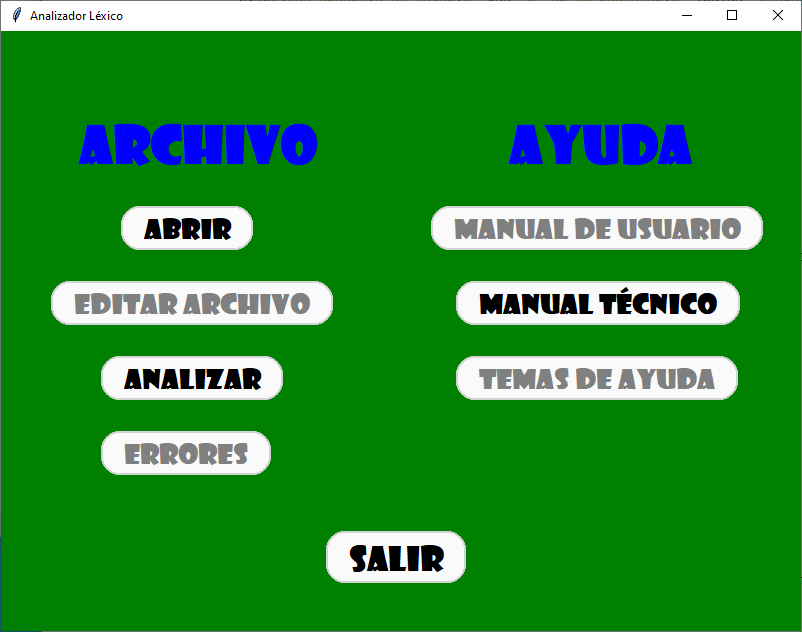 Analizador Léxico
ARCHIVO
ABRIR
EDITAR ARCHIVO
ANALIZAR
ERRORES
AYUDA
MANUAL DE USUARIO
MANUAL TÉCNICO
TEMAS DE AYUDA
SALIR